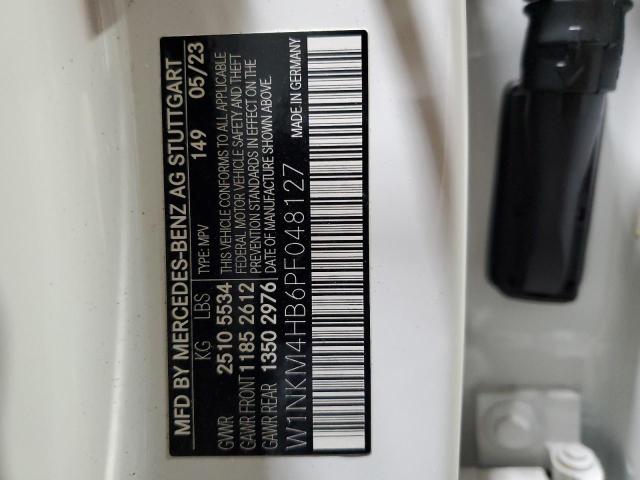 MFD BY MERCEDES-BENZ AG STUTTGART
KG LBS TYPE: MPV 149 05/23
GVWR 2510 5534 THIS VEHICLE CONFORMS TO ALL APPLICABLE
FEDERAL MOTOR VEHICLE SAFETY AND THEFT
GAWR FRONT 1185 2612 PREVENTION STANDARDS IN EFFECT ON THE
GAWR REAR 1350 2976 DATE OF MANUFACTURE SHOWN ABOVE.
W1NKM4HB6PF048127 MADE IN GERMANY